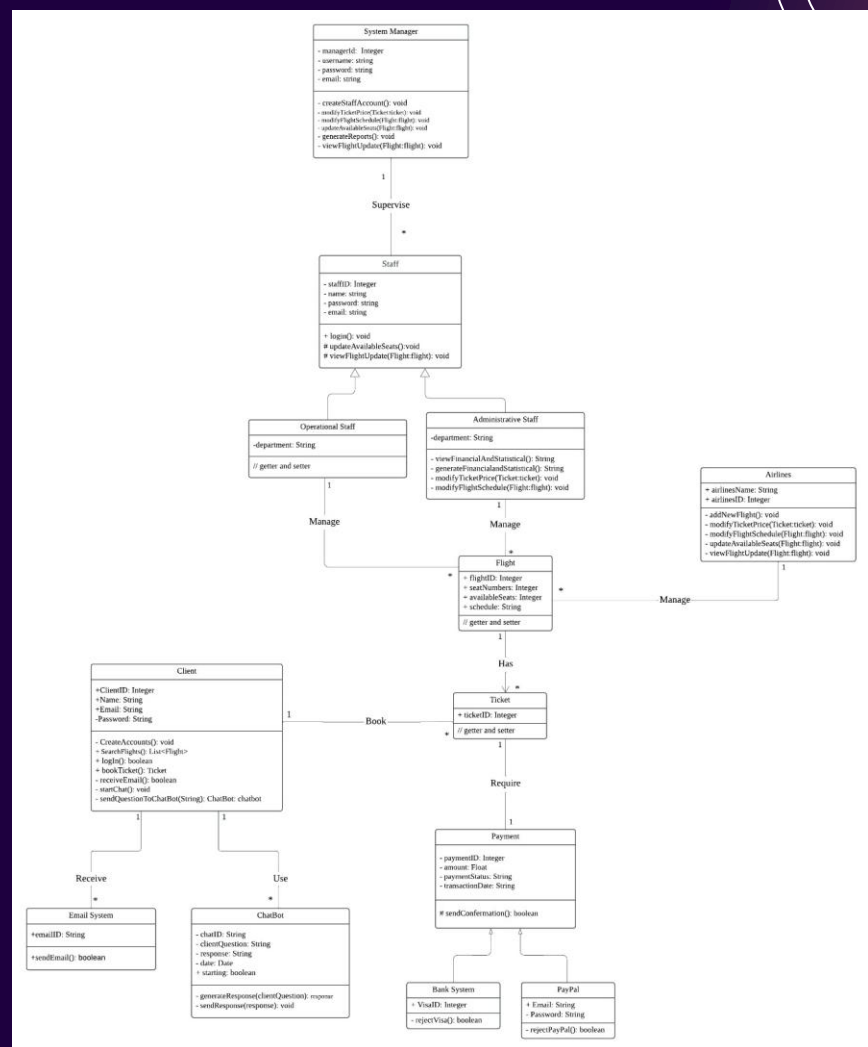 System Manager
- managerId: Integer
- username: string
- password: string
- email: string
- createStaffAccount(): void
- modifyTicketPrice(Ticket:ticket): void
- modifyFlightSchedule(Flight:flight): void
- updateAvailableSeats(Flight:flight): void
- generateReports(): void
- viewFlightUpdate(Flight:flight): void
1
Supervise
*
Staff
- staffID: Integer
- name: string
- password: string
- email: string
+ login(): void
# updateAvailableSeats():void
# viewFlightUpdate(Flight:flight): void
Operational Staff
-department: String
// getter and setter
1
Manage
*
Administrative Staff
-department: String
- viewFinancialAndStatistical(): String
- generateFinancialandStatistical(): String
- modifyTicketPrice(Ticket:ticket): void
- modifyFlightSchedule(Flight:flight): void
1
Manage
*
Airlines
+ airlinesName: String
+ airlinesID: Integer
- addNewFlight(): void
- modifyTicketPrice(Ticket:ticket): void
- modifyFlightSchedule(Flight:flight): void
- updateAvailableSeats(Flight:flight): void
- viewFlightUpdate(Flight:flight): void
1
Manage
*
Flight
+ flightID: Integer
+ seatNumbers: Integer
+ availableSeats: Integer
+ schedule: String
// getter and setter
1
Has
*
Client
+ClientID: Integer
+Name: String
+Email: String
-Password: String
- CreateAccounts(): void
+ SearchFlights(): List<Flight>
+ logIn(): boolean
+ bookTicket(): Ticket
- receiveEmail(): boolean
- startChat(): void
- sendQuestionToChatBot(String): ChatBot: chatbot
1
Book
*
Ticket
+ ticketID: Integer
// getter and setter
1
Require
1
Payment
- paymentID: Integer
- amount: Float
- paymentStatus: String
- transactionDate: String
# sendConfermation(): boolean
1
Receive
*
1
Use
*
Email System
+emailID: String
+sendEmail(): boolean
ChatBot
- chatID: String
- clientQuestion: String
- response: String
- date: Date
+ starting: boolean
- generateResponse(clientQuestion): response
- sendResponse(response): void
Bank System
+ VisaID: Integer
- rejectVisa(): boolean
PayPal
+ Email: String
- Password: String
- rejectPayPal(): boolean